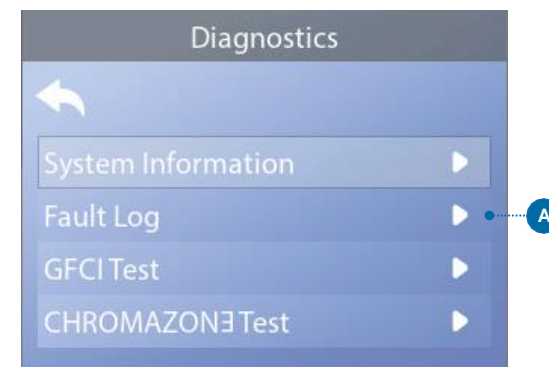 Diagnostics
System Information
Fault Log
A
GFCI Test
CHROMAZONƎ Test